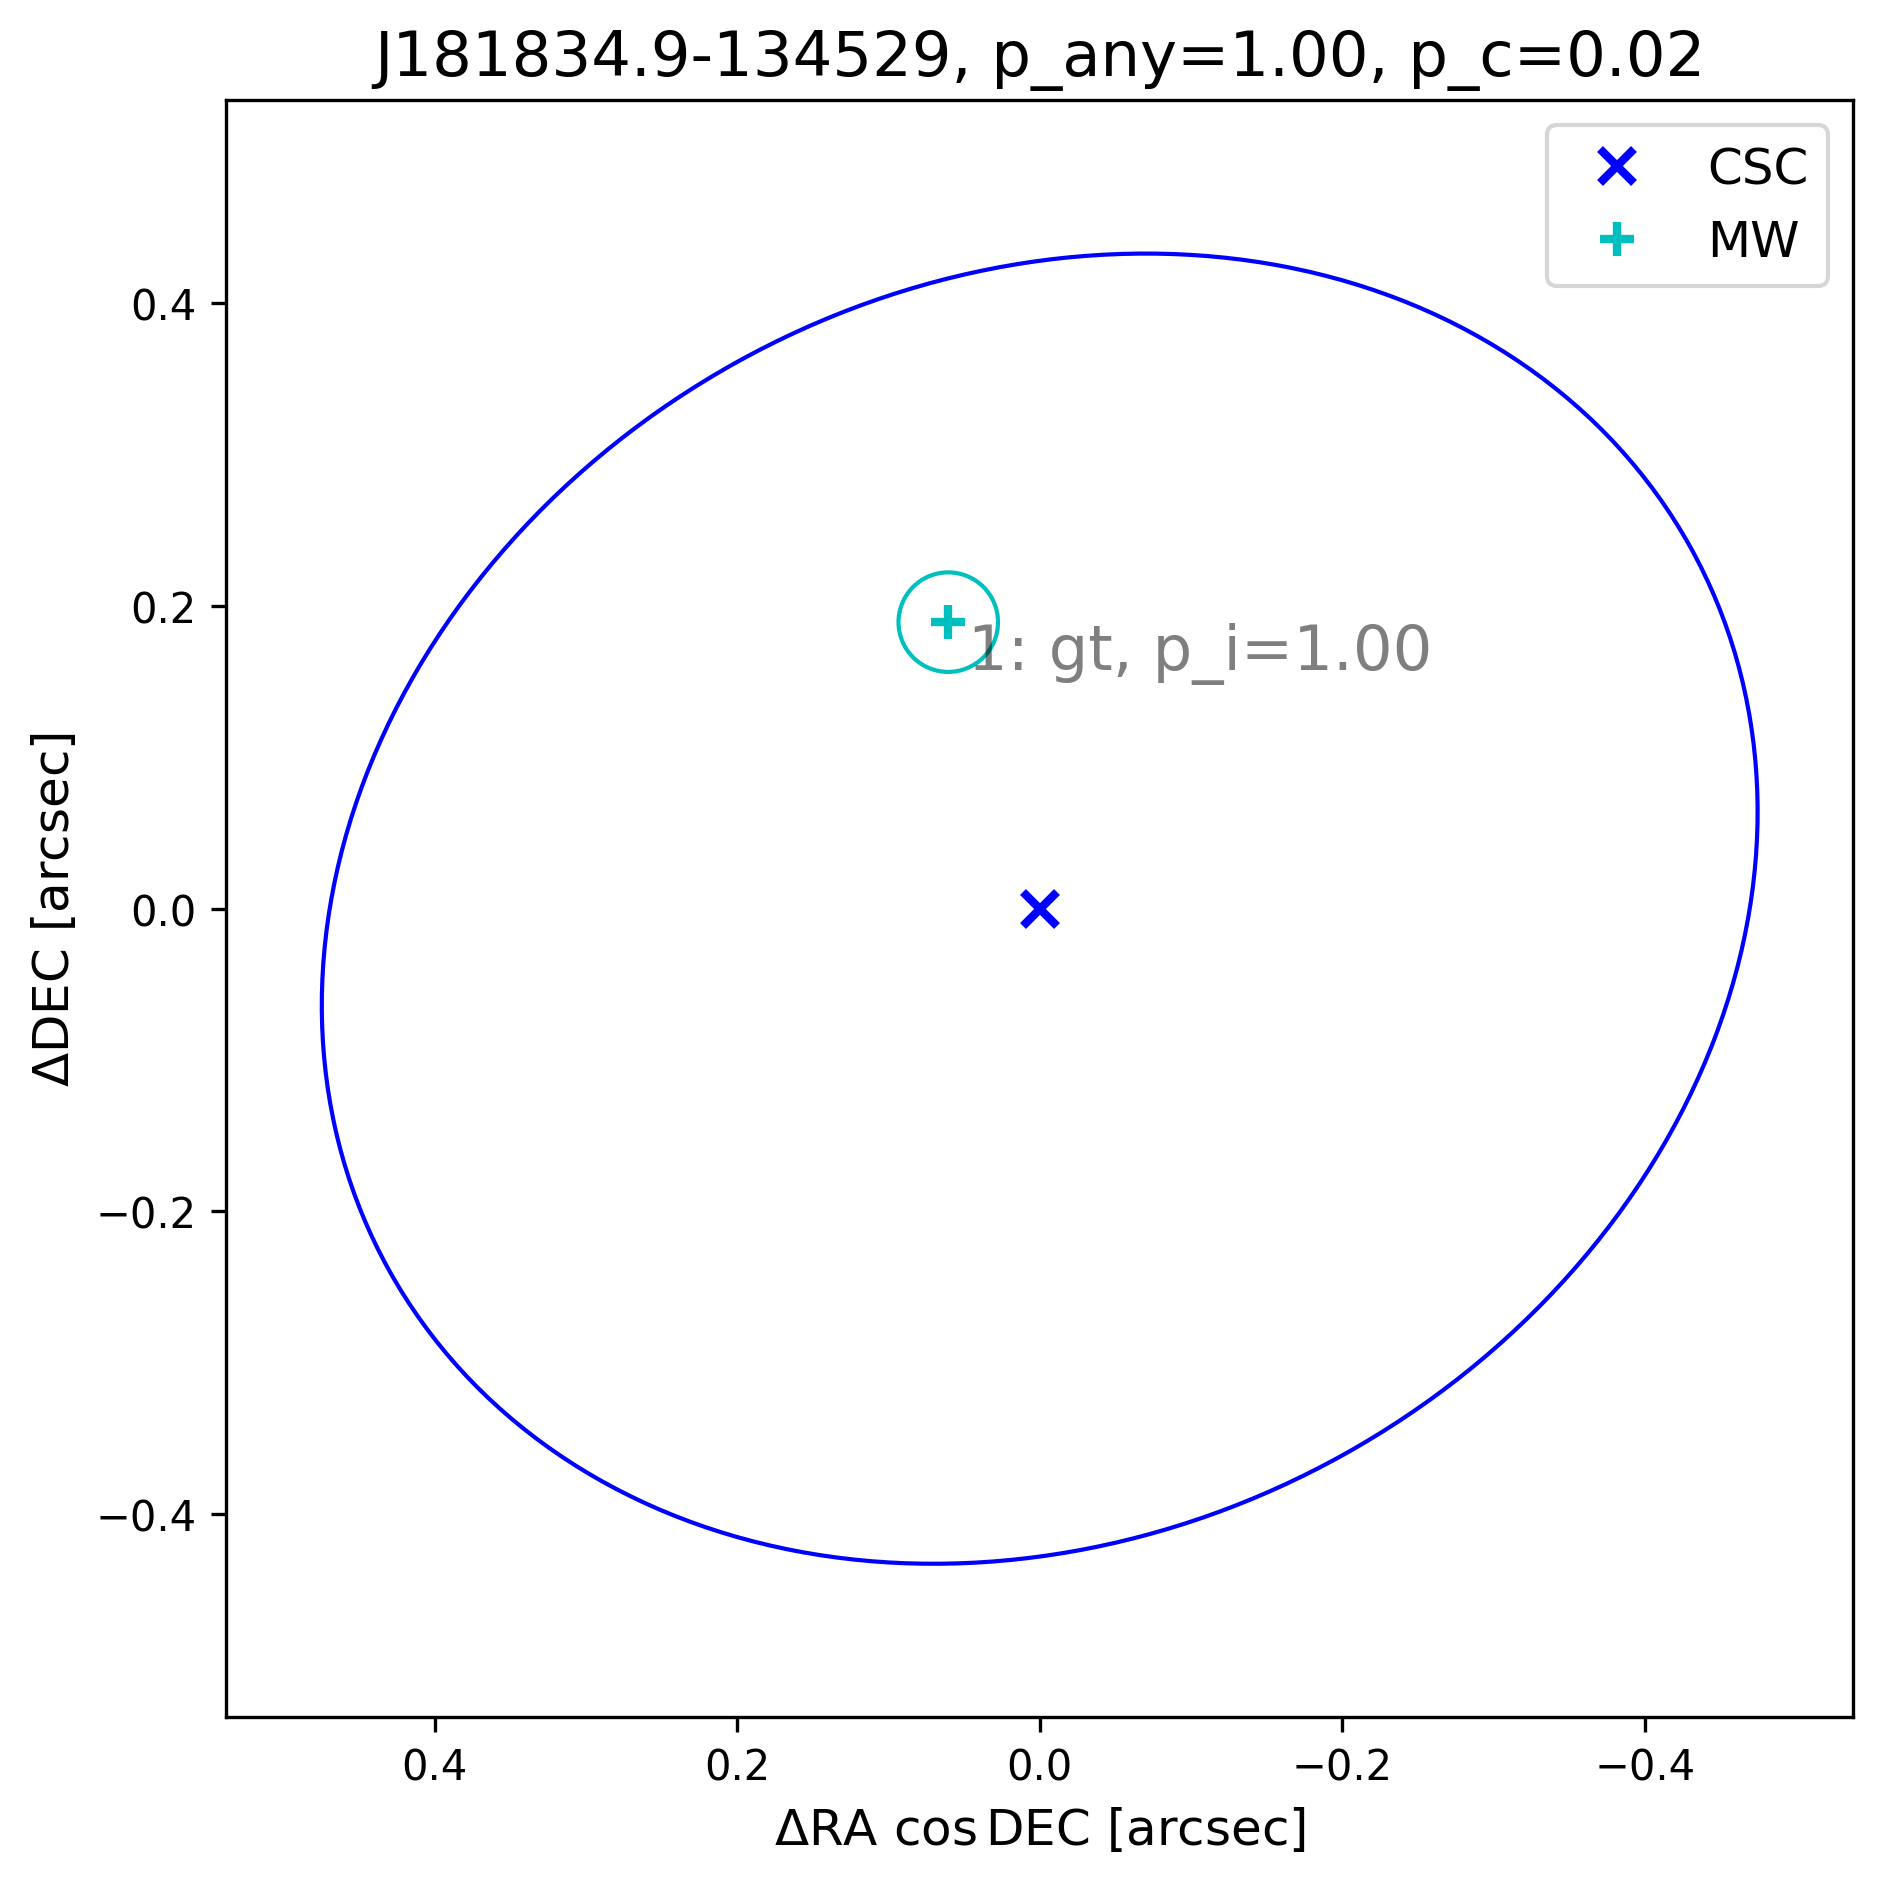 J181834.9-134529, p_any=1.00, p_c=0.02
CSC
MW
1: gt, p_i=1.00
0.4
0.2
0.0
−0.2
−0.4
ΔDEC [arcsec]
0.4 0.2 0.0 −0.2 −0.4
ΔRA cos DEC [arcsec]